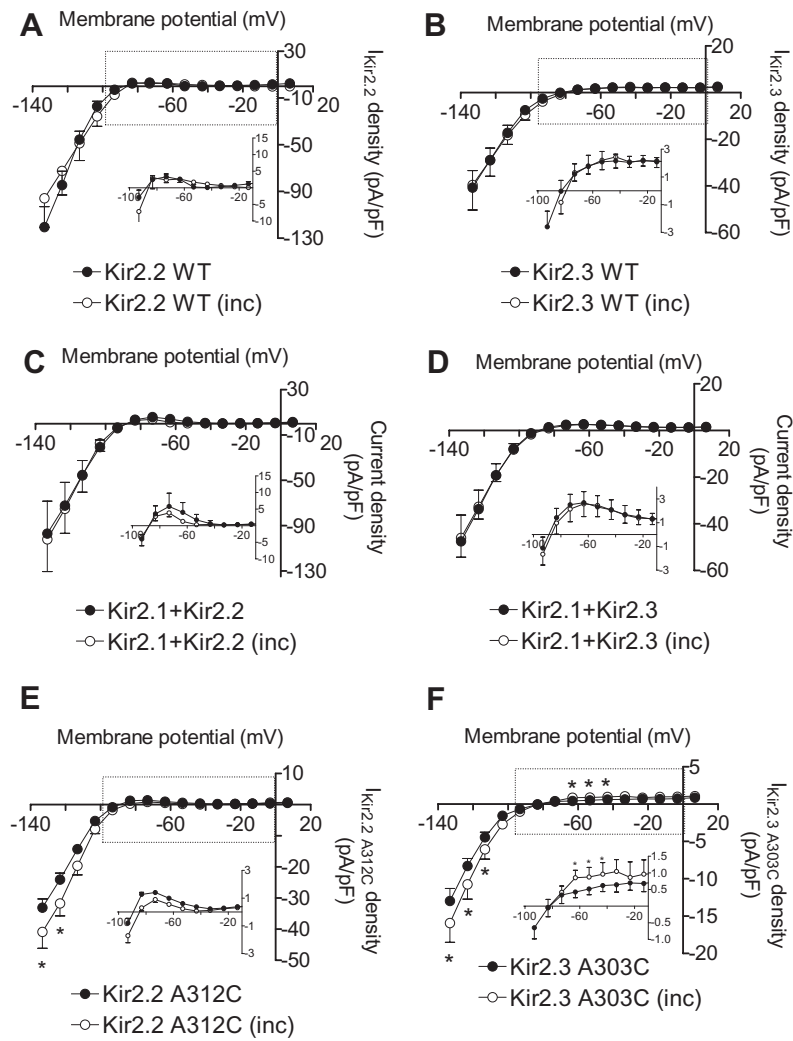 A
Membrane potential (mV)
30
-140
-60
-10
20
-50
-90
-130
I Kir2.2 density (pA/pF)
15
10
5
-100
-60
-20
-5
-10
Kir2.2 WT
Kir2.2 WT (inc)
B
Membrane potential (mV)
20
-140
-60
20
-20
-40
-60
I Kir2.3 density (pA/pF)
3
1
-100
-60
-20
-1
-3
Kir2.3 WT
Kir2.3 WT (inc)
C
Membrane potential (mV)
30
-140
-60
-10
20
-50
-90
-130
Current density
(pA/pF)
15
10
5
-100
-60
-20
-5
-10
Kir2.1+Kir2.2
Kir2.1+Kir2.2 (inc)
D
Membrane potential (mV)
20
-140
-60
20
-20
-40
-60
Current density
(pA/pF)
3
1
-100
-60
-20
-1
-3
Kir2.1+Kir2.3
Kir2.1+Kir2.3 (inc)
E
Membrane potential (mV)
10
-140
-60
20
-10
-20
-30
-40
-50
I Kir2.2 A312C density
(pA/pF)
3
1
-100
-60
-20
-1
-3
* *
Kir2.2 A312C
Kir2.2 A312C (inc)
F
Membrane potential (mV)
5
* * *
-140
-60
-20
20
-5
-10
-15
-20
I Kir2.3 A303C density
(pA/pF)
1.5
1.0
0.5
* * *
-100
-60
-20
0.5
1.0
* * *
Kir2.3 A303C
Kir2.3 A303C (inc)